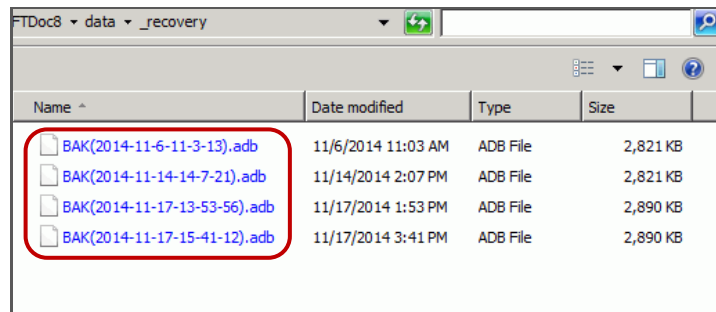 FTDoc8 data _recovery
Name Date modified Type Size
BAK(2014-11-6-11-3-13).adb 11/6/2014 11:03 AM ADB File 2,821 KB
BAK(2014-11-14-14-7-21).adb 11/14/2014 2:07 PM ADB File 2,821 KB
BAK(2014-11-17-13-53-56).adb 11/17/2014 1:53 PM ADB File 2,890 KB
BAK(2014-11-17-15-41-12).adb 11/17/2014 3:41 PM ADB File 2,890 KB